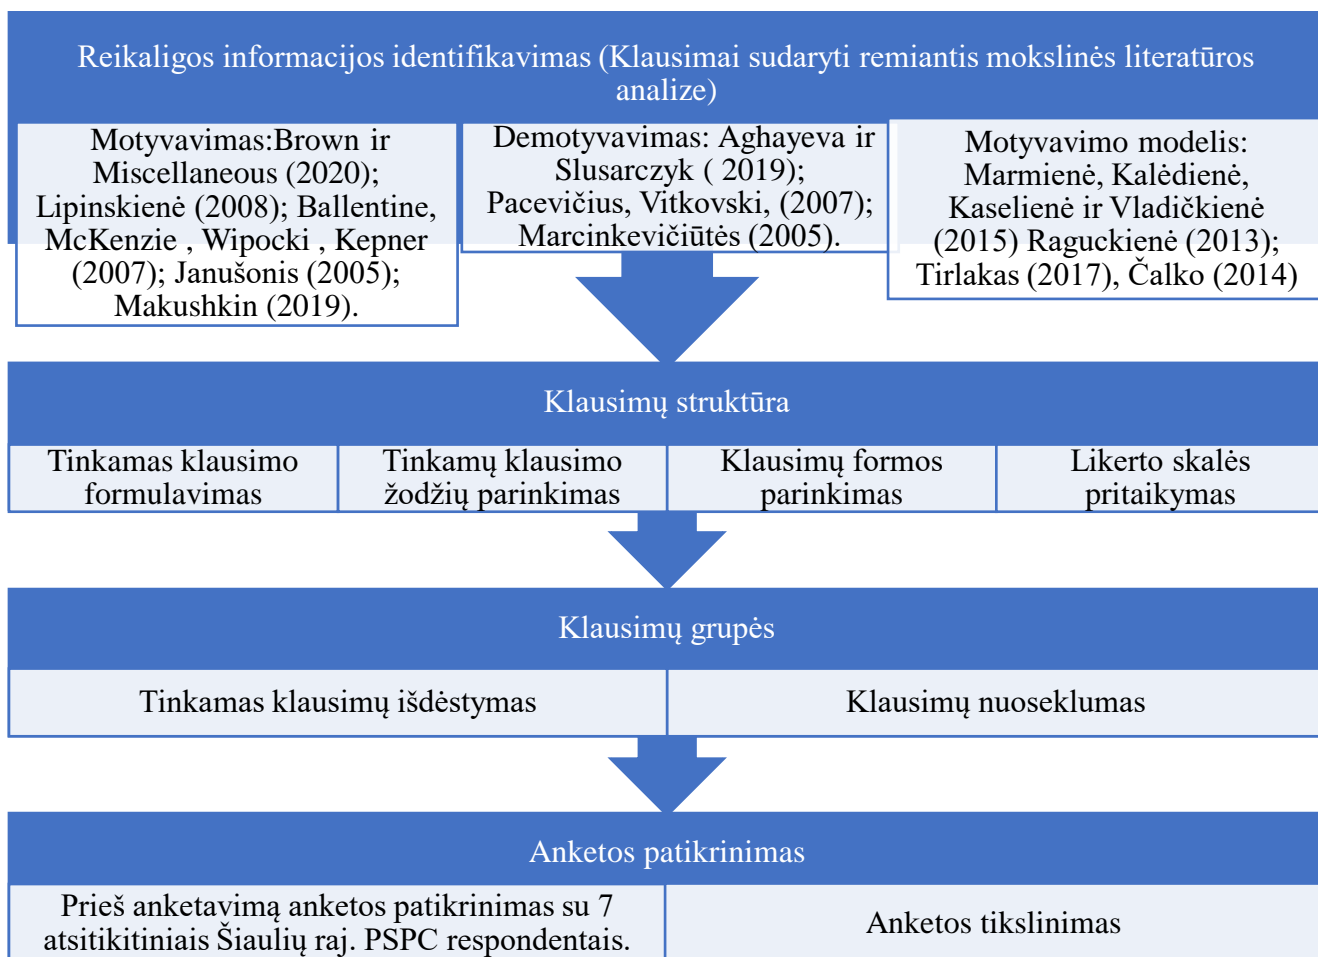 Reikaligos informacijos identifikavimas (Klausimai sudaryti remiantis mokslinės literatūros
analize)
Motyvavimas:Brown ir
Miscellaneous (2020);
Lipinskienė (2008); Ballentine,
McKenzie , Wipocki , Kepner
(2007); Janušonis (2005);
Makushkin (2019).
Demotyvavimas: Aghayeva ir
Slusarczyk ( 2019);
Pacevičius, Vitkovski, (2007);
Marcinkevičiūtės (2005).
Motyvavimo modelis:
Marmienė, Kalėdienė,
Kaselienė ir Vladičkienė
(2015) Raguckienė (2013);
Tirlakas (2017), Čalko (2014)
Klausimų struktūra
Tinkamas klausimo
formulavimas
Tinkamų klausimo
žodžių parinkimas
Klausimų formos
parinkimas
Likerto skalės
pritaikymas
Klausimų grupės
Tinkamas klausimų išdėstymas
Klausimų nuoseklumas
Anketos patikrinimas
Prieš anketavimą anketos patikrinimas su 7
atsitikitiniais Šiaulių raj. PSPC respondentais.
Anketos tikslinimas